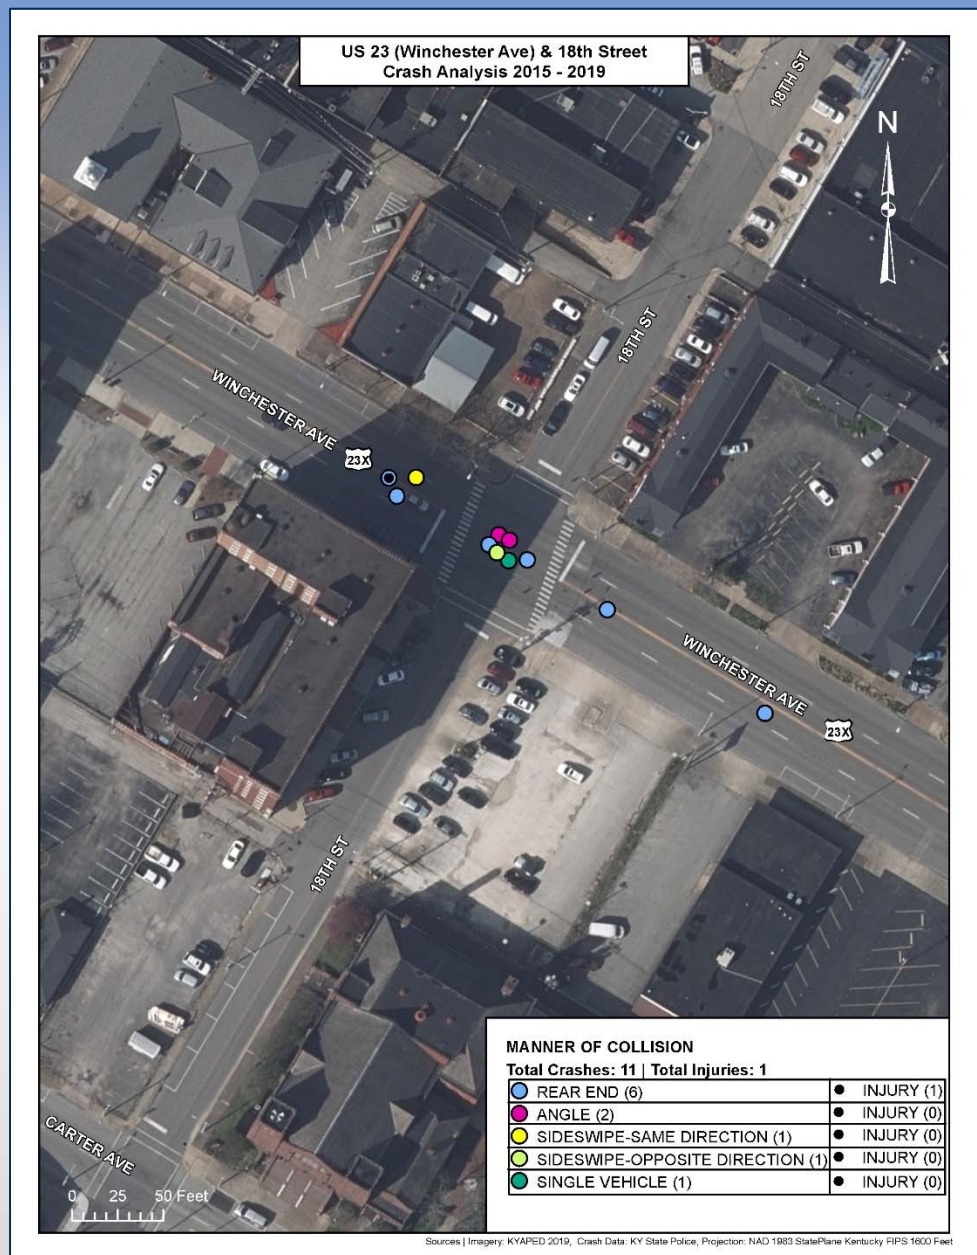 US 23 (Winchester Ave) & 18th Street
Crash Analysis 2015 - 2019
18TH ST
N
18TH ST
WINCHESTER AVE
23X
WINCHESTER AVE
23X
18TH ST
CARTER AVE
0 25 50 Feet
MANNER OF COLLISION
Total Crashes: 11 | Total Injuries: 1
REAR END (6) INJURY (1)
ANGLE (2) INJURY (0)
SIDESWIPE-SAME DIRECTION (1) INJURY (0)
SIDESWIPE-OPPOSITE DIRECTION (1) INJURY (0)
SINGLE VEHICLE (1) INJURY (0)
Sources | Imagery: KYAPED 2019, Crash Data: KY State Police, Projection: NAD 1983 StatePlane Kentucky FIPS 1600 Feet